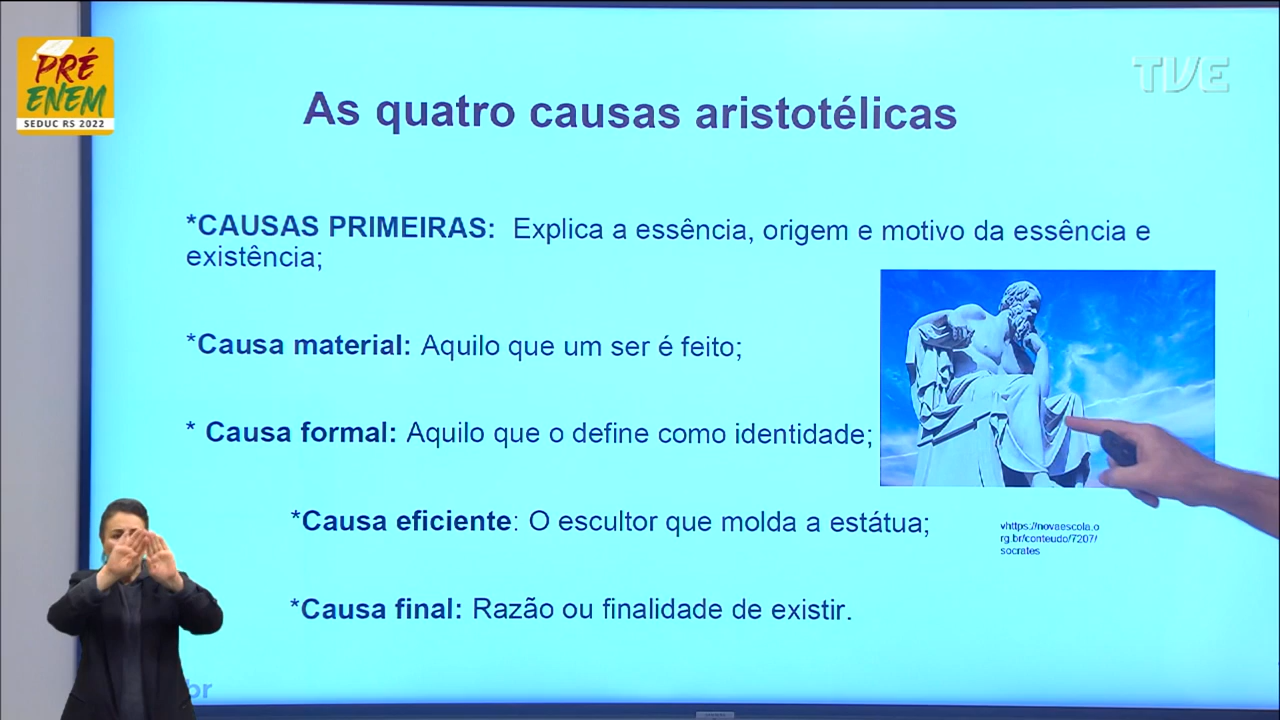 PRÉ
ENEM
SEDUC RS 2022
TVE
As quatro causas aristotélicas
*CAUSAS PRIMEIRAS: Explica a essência, origem e motivo da essência e
existência;
*Causa material: Aquilo que um ser é feito;
* Causa formal: Aquilo que o define como identidade;
*Causa eficiente: O escultor que molda a estátua;
vhttps://novaescola.o
rg.br/conteudo/7207/
socrates
*Causa final: Razão ou finalidade de existir.
br